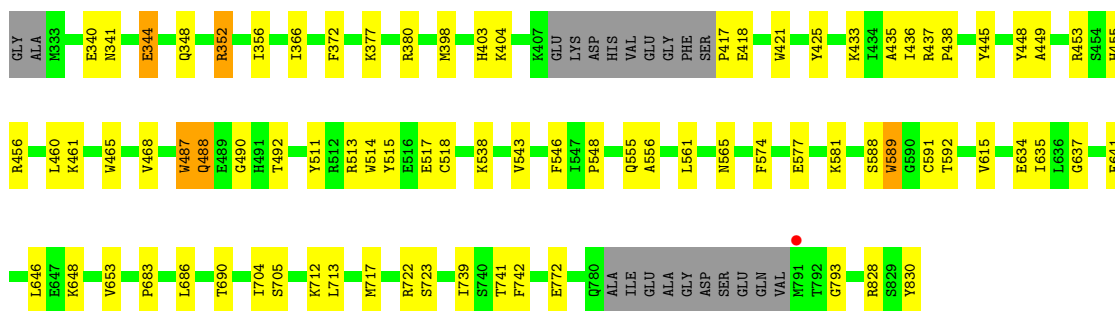 GLY ALA M333 E340 N341 E344 Q348 R352 I356 I366 F372 K377 R380 M398 H403 K404 K407 GLU LYS ASP HIS VAL GLU GLY PHE SER P417 E418 W421 Y425 K433 I434 A435 I436 R437 P438 Y445 Y448 A449 R453 S454 H455
R456 L460 K461 W465 V468 W487 Q488 E489 G490 H491 T492 Y511 R512 R513 W514 Y515 E516 E517 C518 K538 V543 F546 I547 P548 Q555 A556 L561 N565 F574 E577 K581 S588 W589 G590 C591 T592 V615 E634 I635 L636 G637
L646 E647 K648 V653 P683 L686 T690 I704 S705 K712 L713 M717 R722 S723 I739 S740 T741 F742 E772 Q780 ALA ILE GLU ALA GLY ASP SER GLU GLN VAL M791 T792 G793 R828 S829 Y830